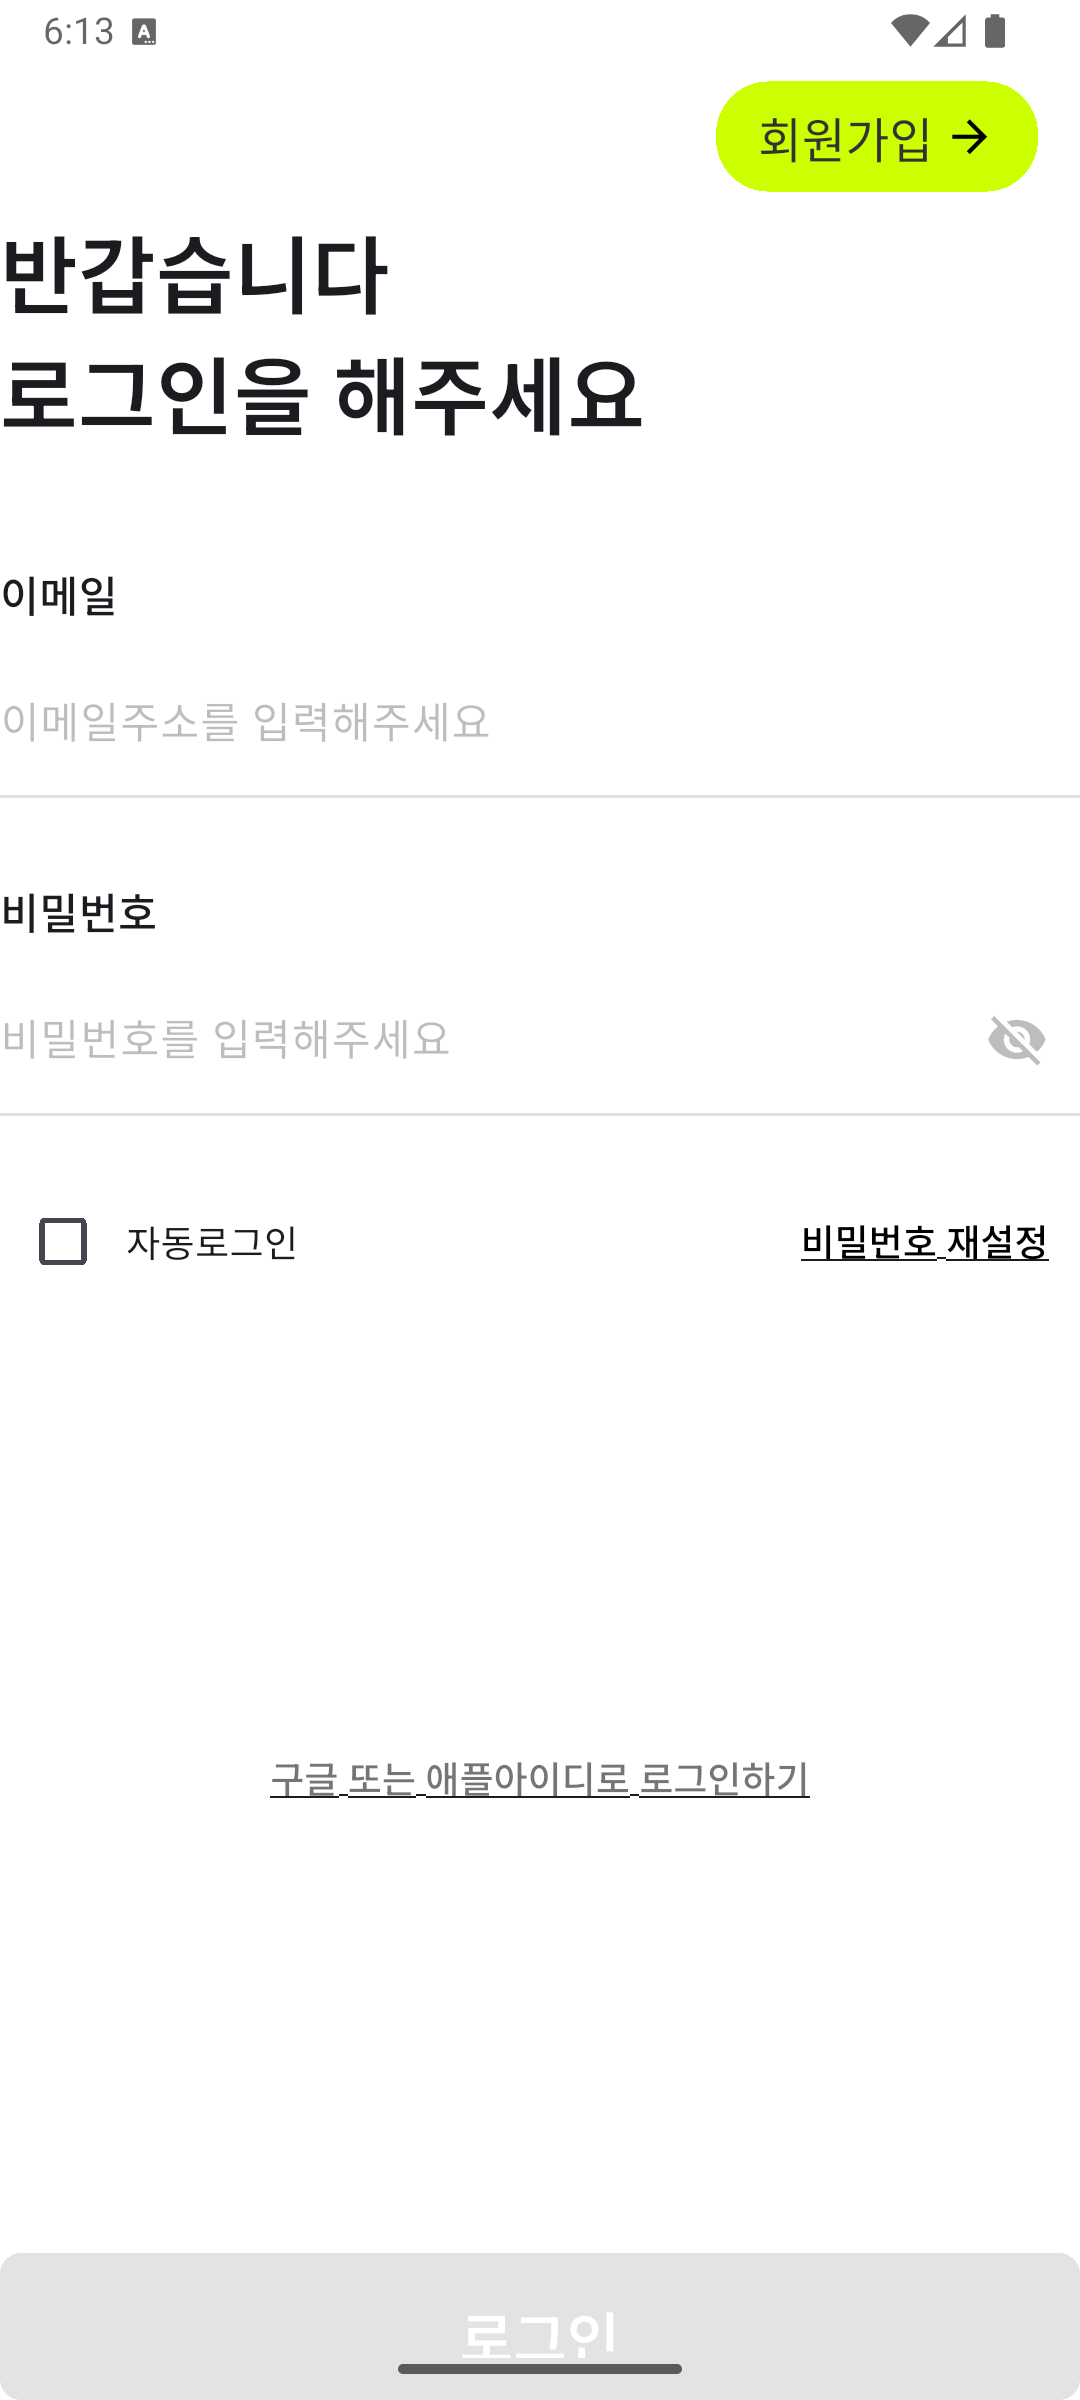 6:13
회원가입
반갑습니다
로그인을 해주세요
이메일
이메일주소를 입력해주세요
비밀번호
비밀번호를 입력해주세요
자동로그인
비밀번호 재설정
구글 또는 애플아이디로 로그인하기
로그인